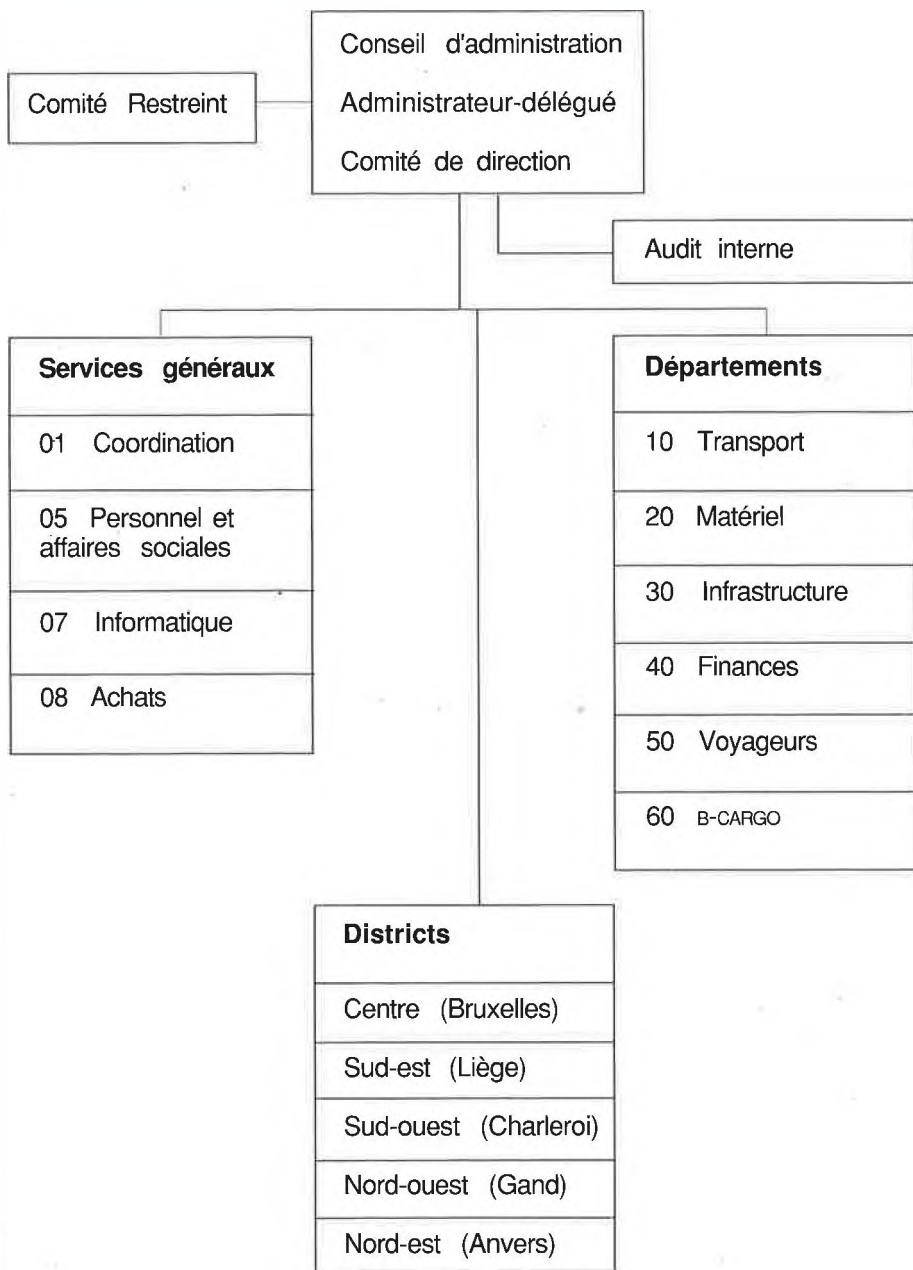 Conseil d'administration
Comité Restreint
Administrateur-délégué
Comité de direction
Audit interne
Services généraux
01 Coordination
05 Personnel et
affaires sociales
07 Informatique
08 Achats
Départements
10 Transport
20 Matériel
30 Infrastructure
40 Finances
50 Voyageurs
60 B-CARGO
Districts
Centre (Bruxelles)
Sud-est (Liège)
Sud-ouest (Charleroi)
Nord-ouest (Gand)
Nord-est (Anvers)